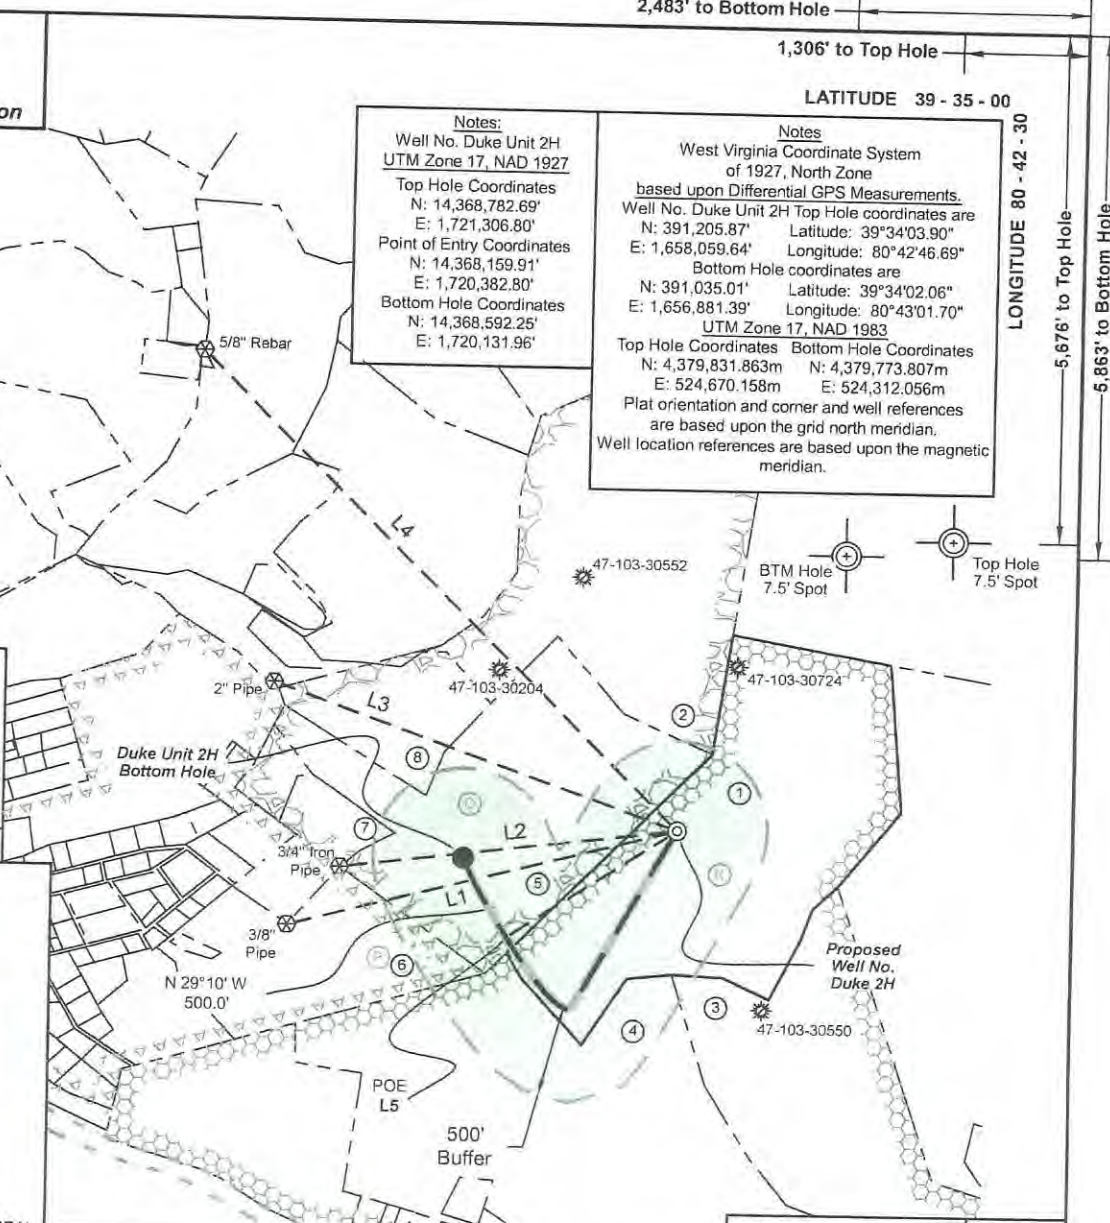 2,483' to Bottom Hole
1,306' to Top Hole
on
LATITUDE 39 - 35 - 00
LONGITUDE 80 - 42 - 30
5,676' to Top Hole
5,863' to Bottom Hole
Notes:
Well No. Duke Unit 2H
UTM Zone 17, NAD 1927
Top Hole Coordinates
N: 14,368,782.69'
E: 1,721,306.80'
Point of Entry Coordinates
N: 14,368,159.91'
E: 1,720,382.80'
Bottom Hole Coordinates
N: 14,368,592.25'
E: 1,720,131.96'
Notes
West Virginia Coordinate System
of 1927, North Zone
based upon Differential GPS Measurements.
Well No. Duke Unit 2H Top Hole coordinates are
N: 391,205.87' Latitude: 39°34'03.90"
E: 1,658,059.64' Longitude: 80°42'46.69"
Bottom Hole coordinates are
N: 391,035.01' Latitude: 39°34'02.06"
E: 1,656,881.39' Longitude: 80°43'01.70"
UTM Zone 17, NAD 1983
Top Hole Coordinates Bottom Hole Coordinates
N: 4,379,831.863m N: 4,379,773.807m
E: 524,670.158m E: 524,312.056m
Plat orientation and corner and well references
are based upon the grid north meridian.
Well location references are based upon the magnetic
meridian.
5/8" Rebar
L4
47-103-30552
BTM Hole
7.5' Spot
Top Hole
7.5' Spot
2" Pipe
47-103-30204
47-103-30724
L3
2
8
Duke Unit 2H
Bottom Hole
1
Q
7
L2
3/4" Iron
Pipe
5
R
L1
3/8"
Pipe
P
6
Proposed
Well No.
Duke 2H
N 29°10' W
500.0'
3
4
47-103-30550
POE
L5
500'
Buffer